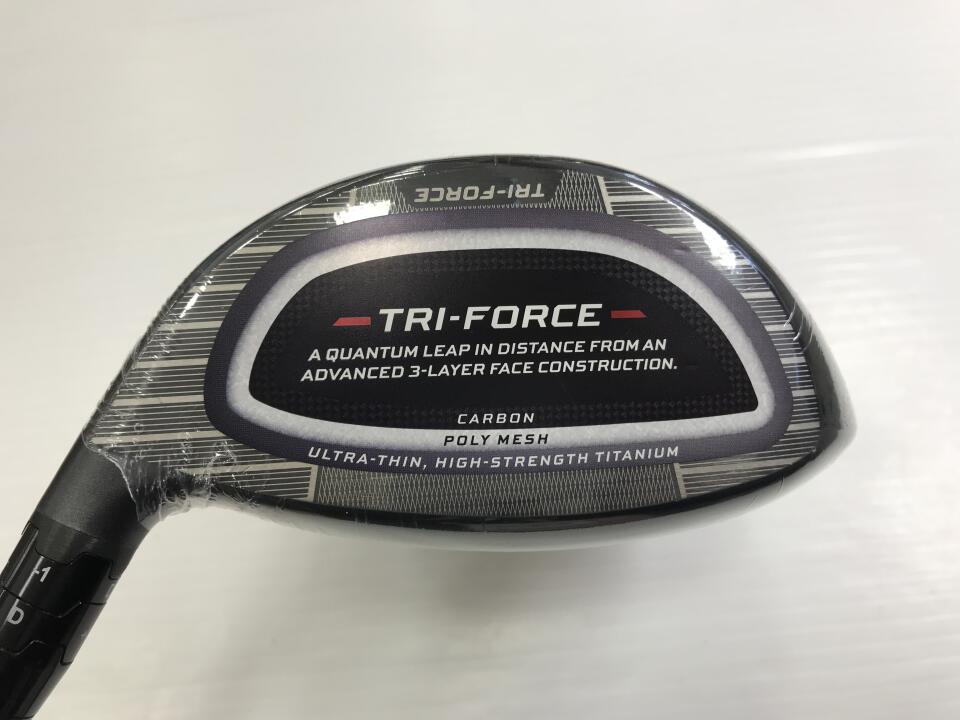 TRI-FORCE
TRI-FORCE
A QUANTUM LEAP IN DISTANCE FROM AN
ADVANCED 3-LAYER FACE CONSTRUCTION.
CARBON
POLY MESH
ULTRA-THIN, HIGH-STRENGTH TITANIUM
-1
D